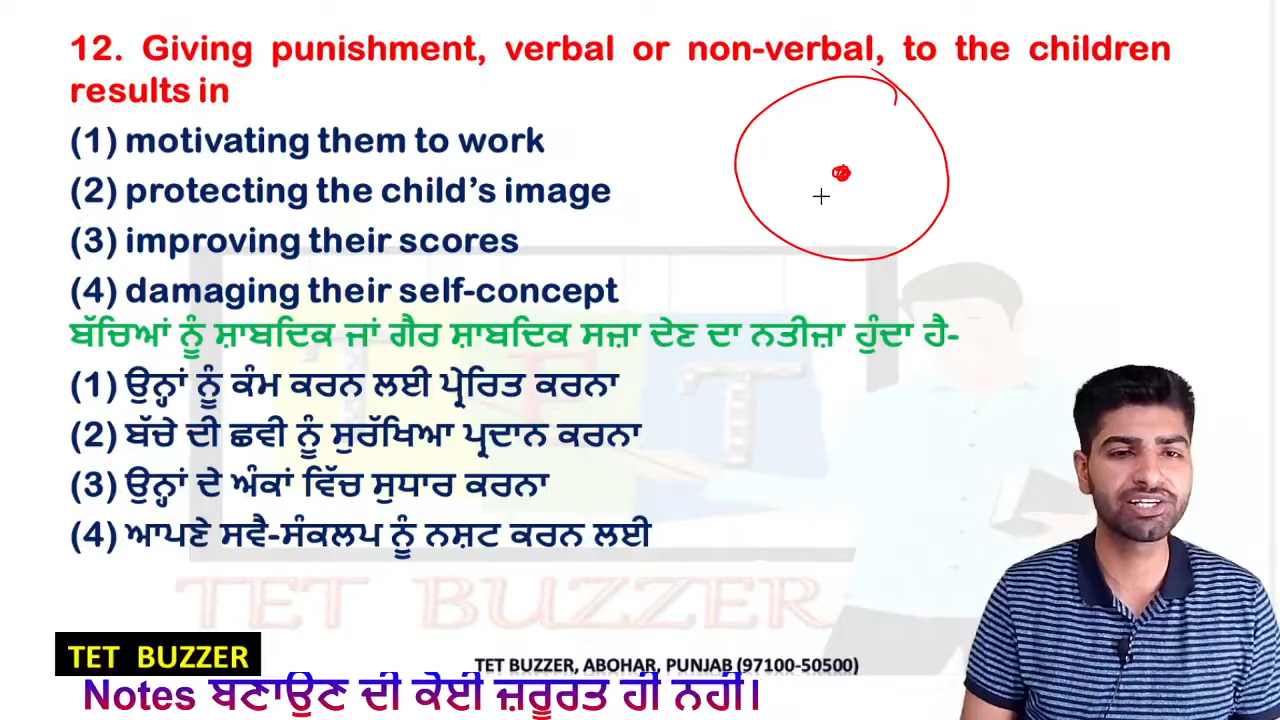 12. Giving punishment, verbal or non-verbal, to the children
results in
(1) motivating them to work
(2) protecting the child's image
(3) improving their scores
(4) damaging their self-concept
ਬੱਚਿਆਂ ਨੂੰ ਸ਼ਾਬਦਿਕ ਜਾਂ ਗੈਰ ਸ਼ਾਬਦਿਕ ਸਜ਼ਾ ਦੇਣ ਦਾ ਨਤੀਜ਼ਾ ਹੁੰਦਾ ਹੈ-
(1) ਉਨ੍ਹਾਂ ਨੂੰ ਕੰਮ ਕਰਨ ਲਈ ਪ੍ਰੇਰਿਤ ਕਰਨਾ
(2) ਬੱਚੇ ਦੀ ਛਵੀ ਨੂੰ ਸੁਰੱਖਿਆ ਪ੍ਰਦਾਨ ਕਰਨਾ
(3) ਉਨ੍ਹਾਂ ਦੇ ਅੰਕਾਂ ਵਿੱਚ ਸੁਧਾਰ ਕਰਨਾ
(4) ਆਪਣੇ ਸਵੈ-ਸੰਕਲਪ ਨੂੰ ਨਸ਼ਟ ਕਰਨ ਲਈ
TET
TET BUZZER
TET BUZZER
TET BUZZER, ABOHAR, PUNJAB (97100-50500)
Notes ਬਣਾਉਣ ਦੀ ਕੋਈ ਜ਼ਰੂਰਤ ਹੀ ਨਹੀਂ।